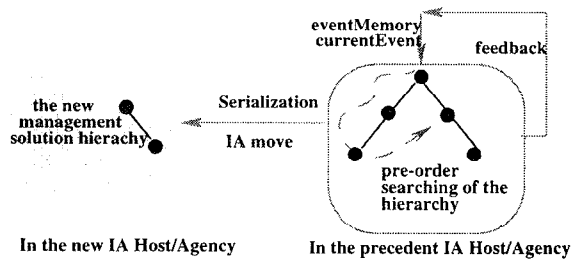 eventMemory
currentEvent
feedback
the new
management
solution hierachy
Serialization
IA move
pre-order
searching of the
hierarchy
In the new IA Host/Agency
In the precedent IA Host/Agency